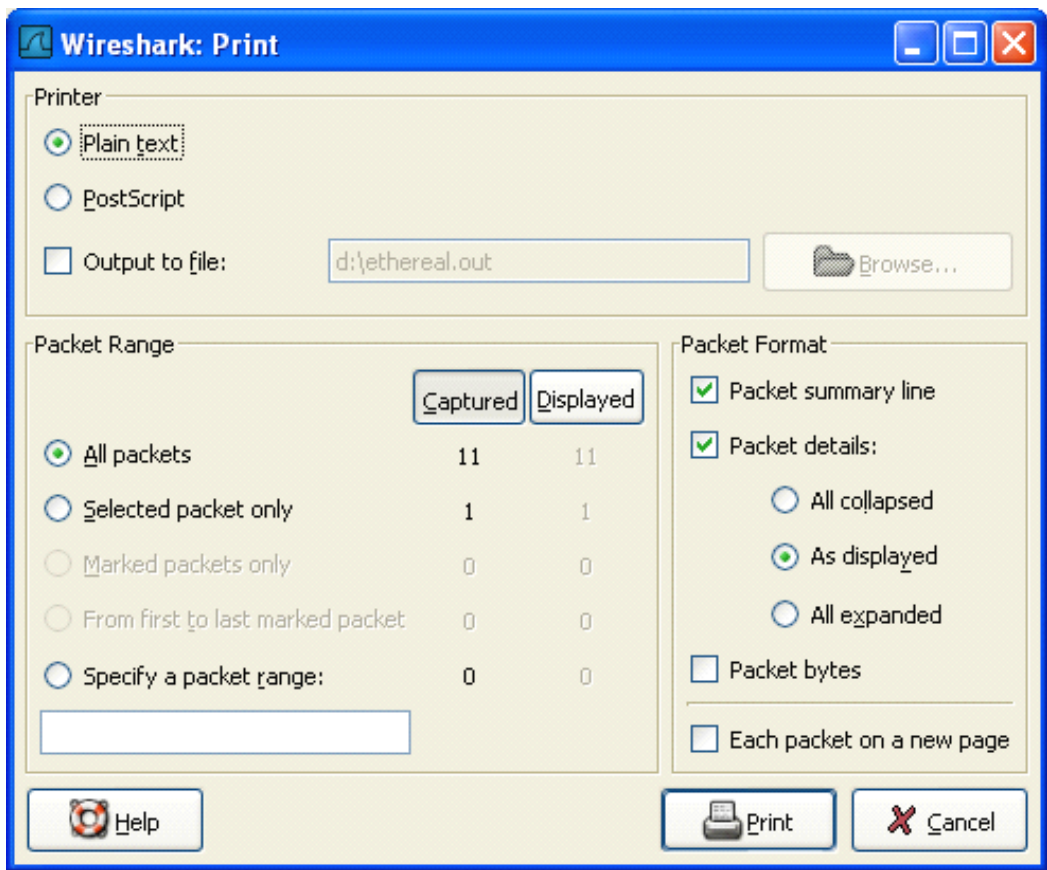 Wireshark: Print
Printer
Plain text
PostScript
Output to file: d:\ethereal.out Browse...
Packet Range
Captured Displayed
All packets 11 11
Selected packet only 1 1
Marked packets only 0 0
From first to last marked packet 0 0
Specify a packet range: 0 0
Packet Format
Packet summary line
Packet details:
All collapsed
As displayed
All expanded
Packet bytes
Each packet on a new page
Help Print Cancel